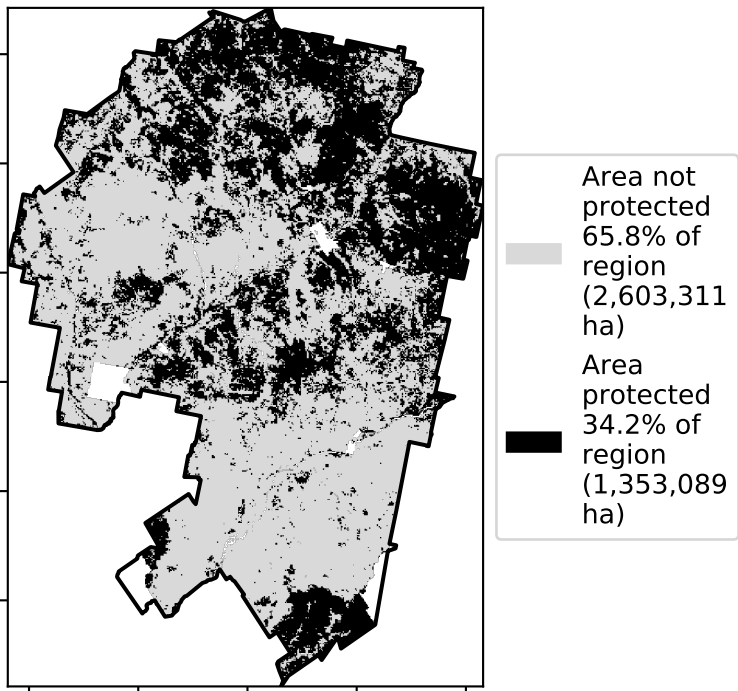 Area not
protected
65.8% of
region
(2,603,311
ha)
Area
protected
34.2% of
region
(1,353,089
ha)